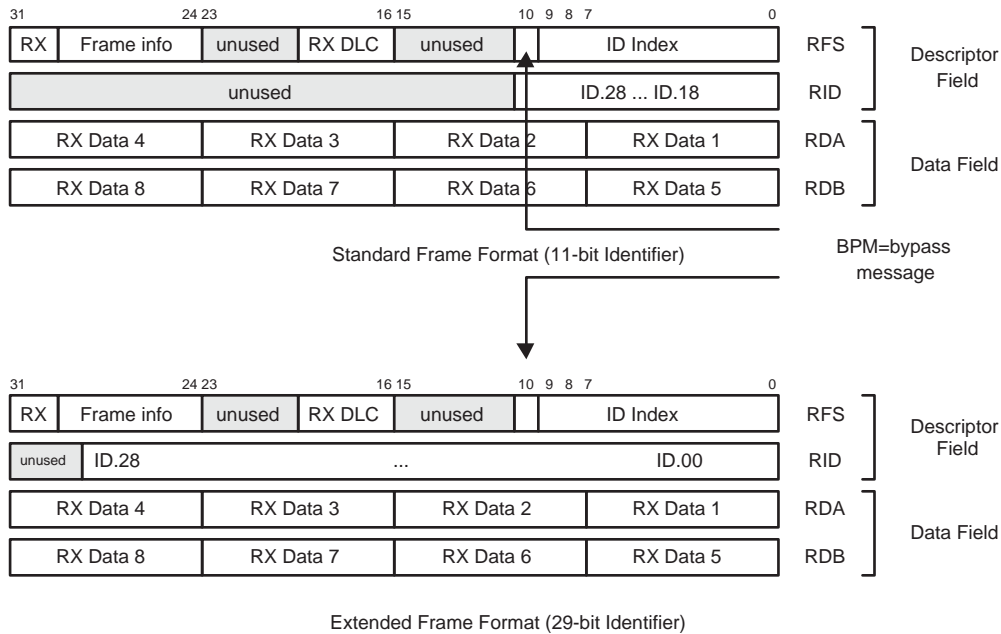 31 24 23 16 15 10 9 8 7 0
RX Frame info unused RX DLC unused ID Index RFS
unused ID.28 ... ID.18 RID
Descriptor
Field
RX Data 4 RX Data 3 RX Data 2 RX Data 1 RDA
RX Data 8 RX Data 7 RX Data 6 RX Data 5 RDB
Data Field
Standard Frame Format (11-bit Identifier)
BPM=bypass
message
31 24 23 16 15 10 9 8 7 0
RX Frame info unused RX DLC unused ID Index RFS
unused ID.28 ... ID.00 RID
Descriptor
Field
RX Data 4 RX Data 3 RX Data 2 RX Data 1 RDA
RX Data 8 RX Data 7 RX Data 6 RX Data 5 RDB
Data Field
Extended Frame Format (29-bit Identifier)